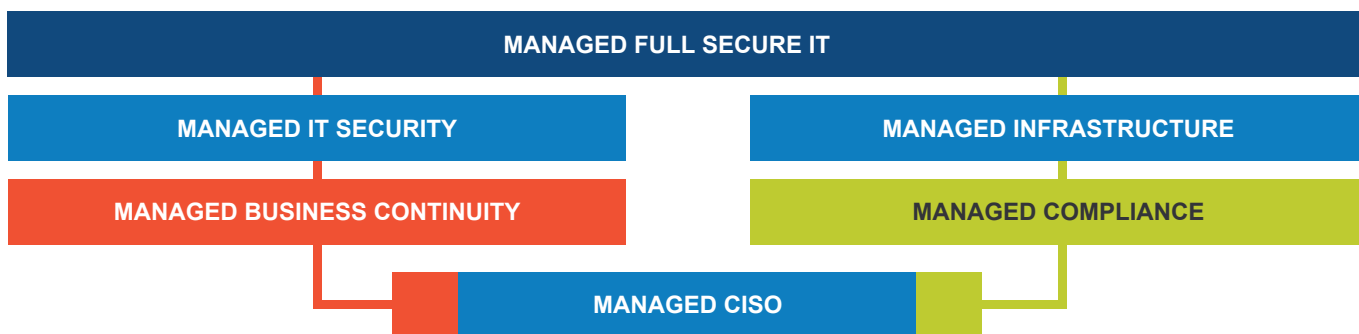 MANAGED FULL SECURE IT
MANAGED IT SECURITY
MANAGED INFRASTRUCTURE
MANAGED BUSINESS CONTINUITY
MANAGED COMPLIANCE
MANAGED CISO